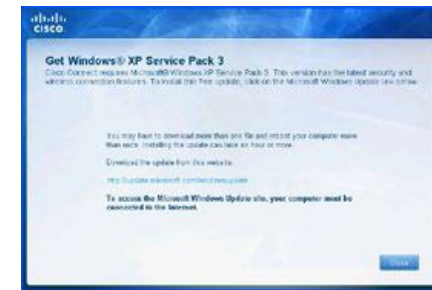 cisco
Get Windows® XP Service Pack 3
Cisco Connect requires Microsoft® Windows XP Service Pack 3. This version has the latest security and
wireless connection features. To install this free update, click on the Microsoft Windows Update link below.
You may have to download more than one file and restart your computer more
than once. Installing the update can take an hour or more.
Download the update from this website:
http://update.microsoft.com/windowsupdate
To access the Microsoft Windows Update site, your computer must be
connected to the Internet.
Close